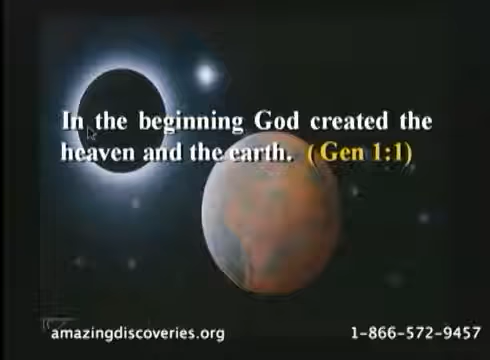 In the beginning God created the
heaven and the earth. (Gen 1:1)
amazingdiscoveries.org 1-866-572-9457